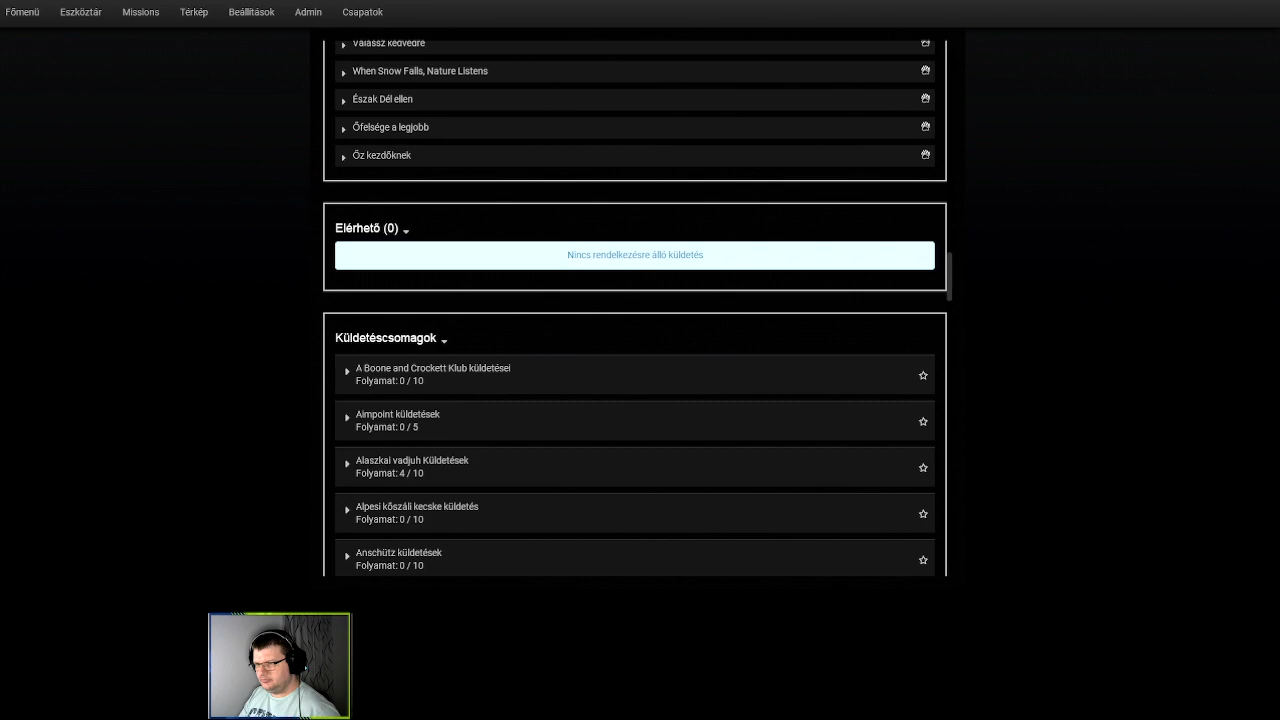 Főmenü Eszköztár Missions Térkép Beállítások Admin Csapatok
Válassz kedvedre
When Snow Falls, Nature Listens
Észak Dél ellen
Őfelsége a legjobb
Őz kezdőknek
Elérhető (0)
Nincs rendelkezésre álló küldetés
Küldetéscsomagok
A Boone and Crockett Klub küldetései
Folyamat: 0 / 10
Aimpoint küldetések
Folyamat: 0 / 5
Alaszkai vadjuh Küldetések
Folyamat: 4 / 10
Alpesi kőszáli kecske küldetés
Folyamat: 0 / 10
Anschütz küldetések
Folyamat: 0 / 10